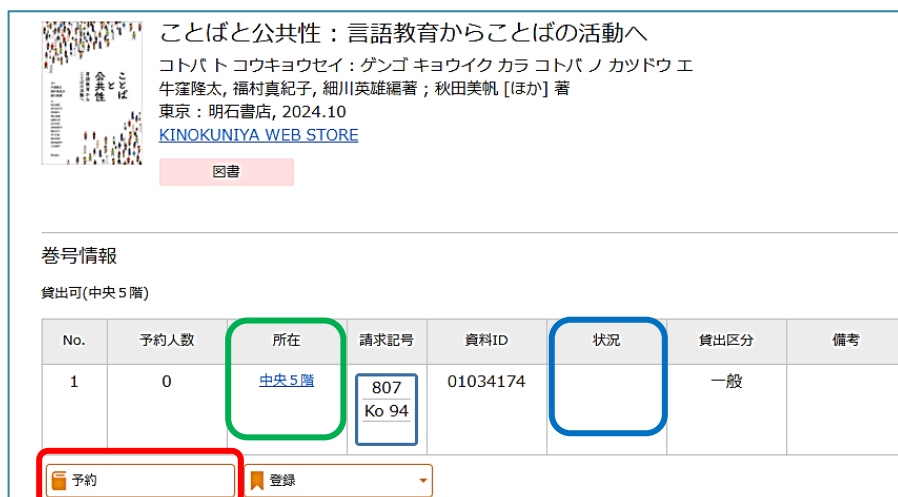 ことばと公共性 : 言語教育からことばの活動へ
コトバ ト コウキョウセイ : ゲンゴ キョウイク カラ コトバ ノ カツドウ エ
牛窪隆太, 福村真紀子, 細川英雄編著 ; 秋田美帆 [ほか] 著
東京 : 明石書店, 2024.10
KINOKUNIYA WEB STORE
図書
ことば
と
公共性
巻号情報
貸出可(中央５階)
No. 予約人数 所在 請求記号 資料ID 状況 貸出区分 備考
1 0 中央５階 807 01034174 一般
Ko 94
予約 登録